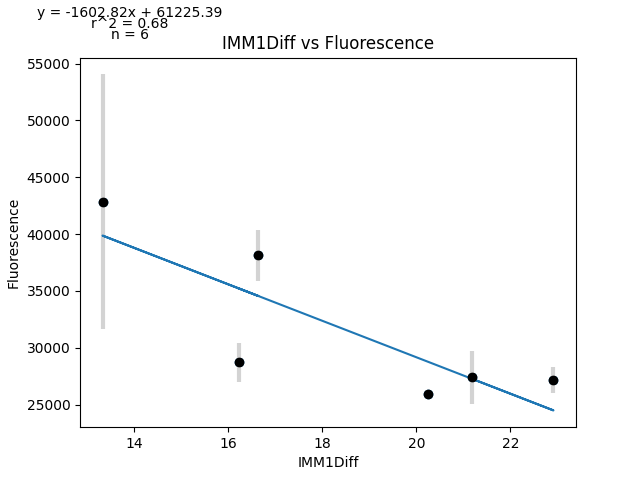 y = -1602.82x + 61225.39
r^2 = 0.68
n = 6
IMM1Diff vs Fluorescence
55000
50000
45000
40000
35000
30000
25000
Fluorescence
14 16 18 20 22
IMM1Diff